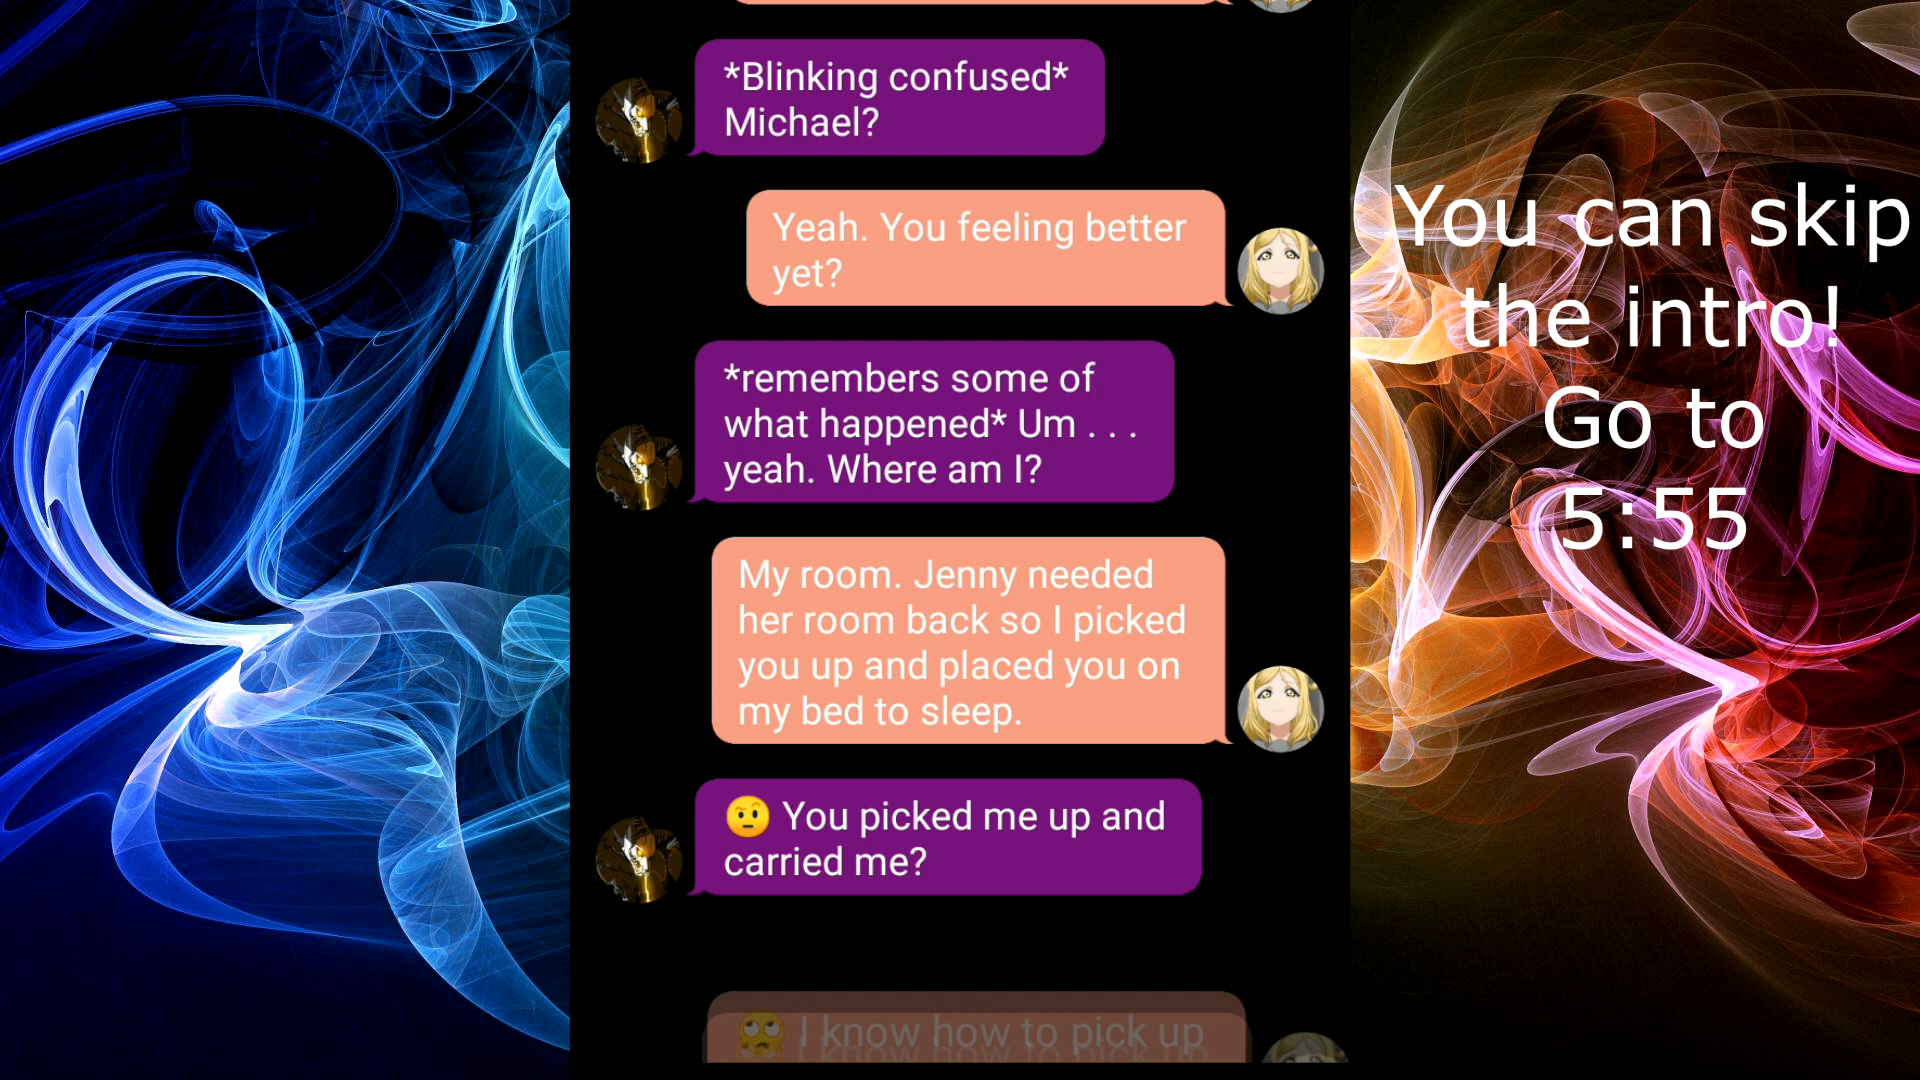 *Blinking confused*
Michael?
Yeah. You feeling better
yet?
*remembers some of
what happened* Um . . .
yeah. Where am I?
My room. Jenny needed
her room back so I picked
you up and placed you on
my bed to sleep.
🤨 You picked me up and
carried me?
🙄 I know how to pick up
You can skip
the intro!
Go to
5:55